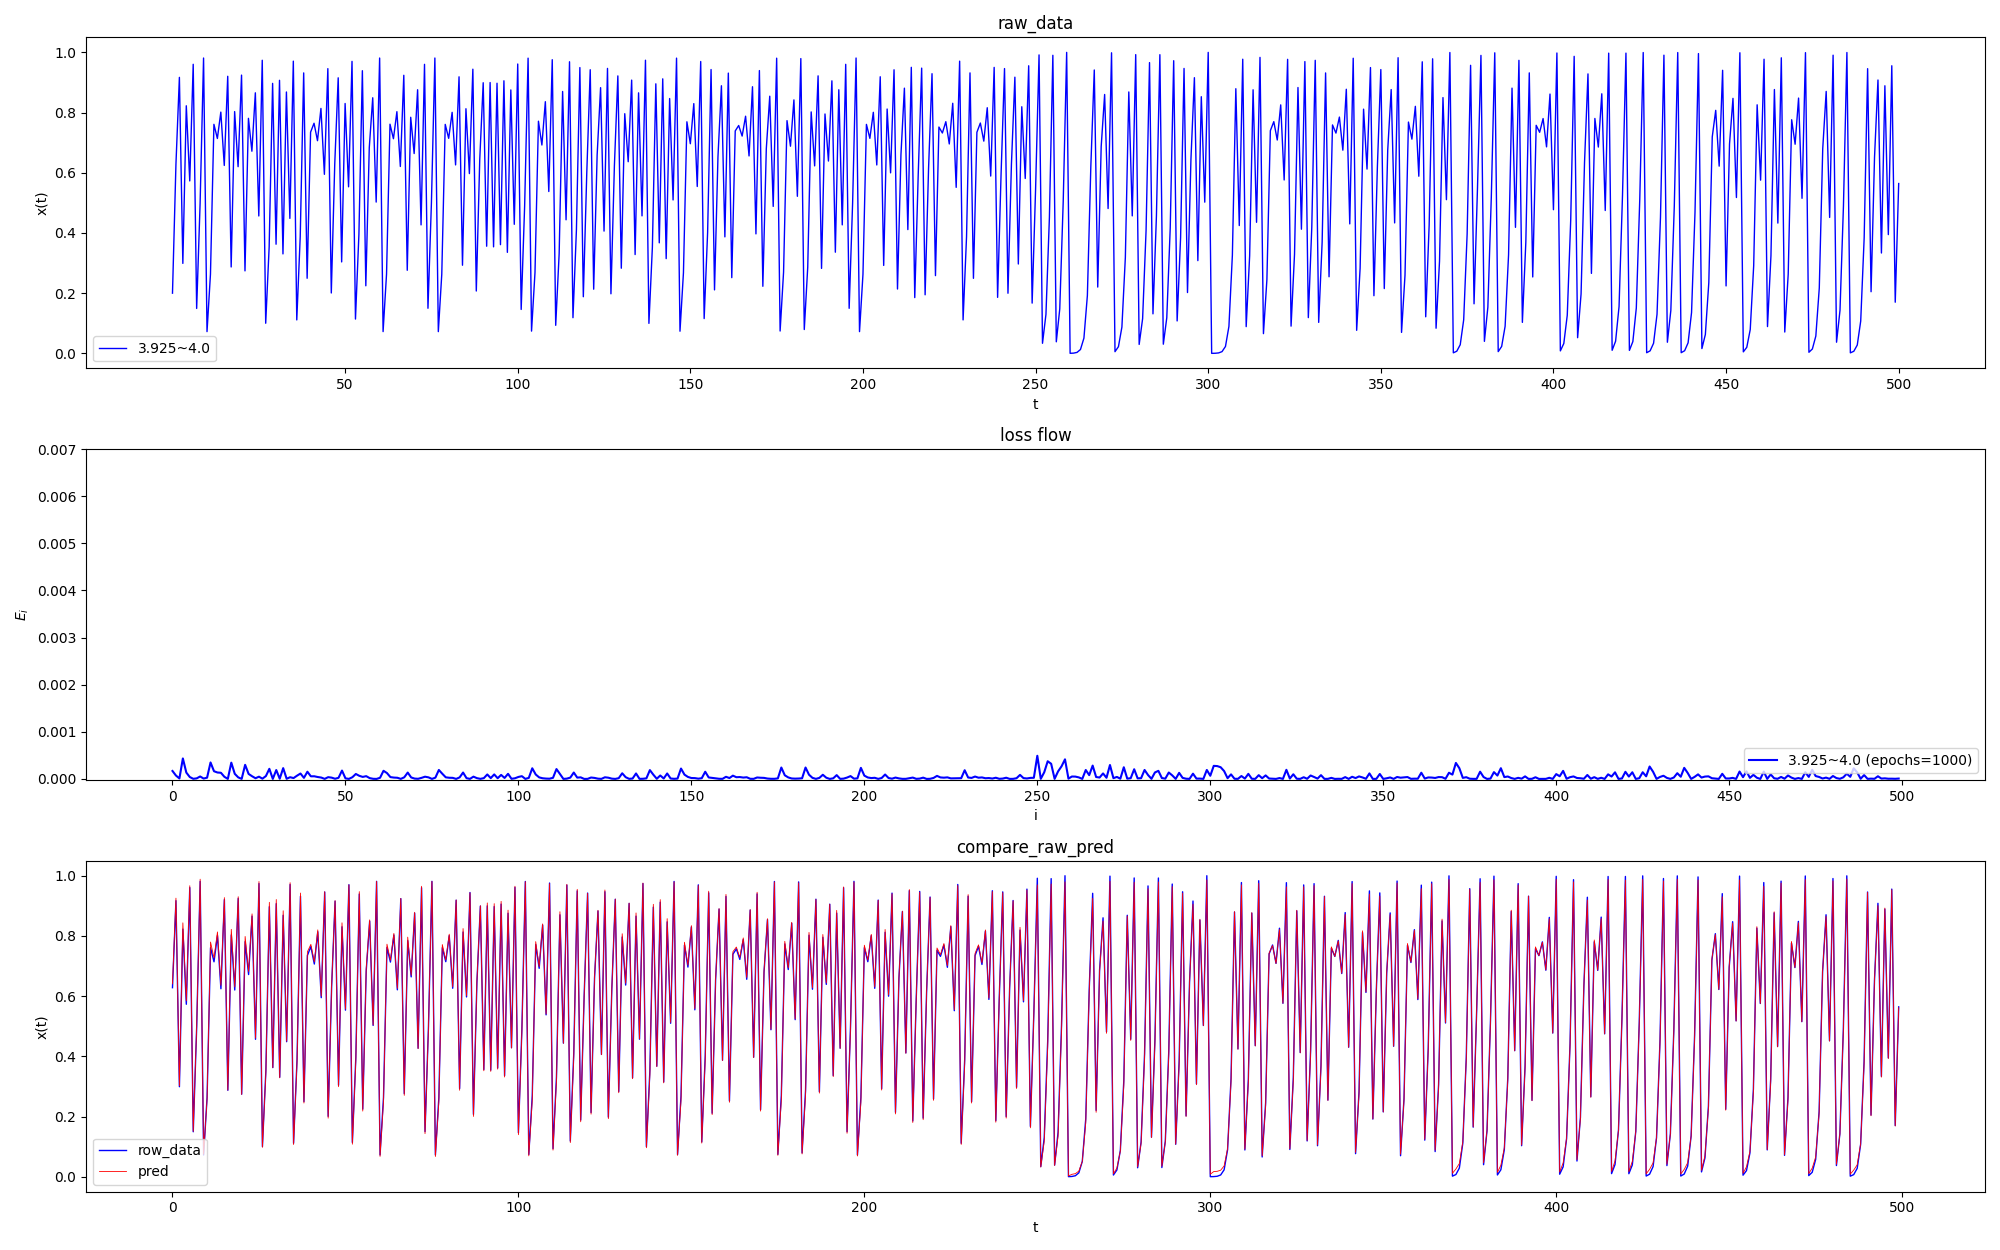 raw_data
1.0
0.8
0.6
0.4
0.2
0.0
x(t)
3.925~4.0
50 100 150 200 250 300 350 400 450 500
t
loss flow
0.007
0.006
0.005
0.004
0.003
0.002
0.001
0.000
E_i
3.925~4.0 (epochs=1000)
0 50 100 150 200 250 300 350 400 450 500
i
compare_raw_pred
1.0
0.8
0.6
0.4
0.2
0.0
x(t)
row_data
pred
0 100 200 300 400 500
t